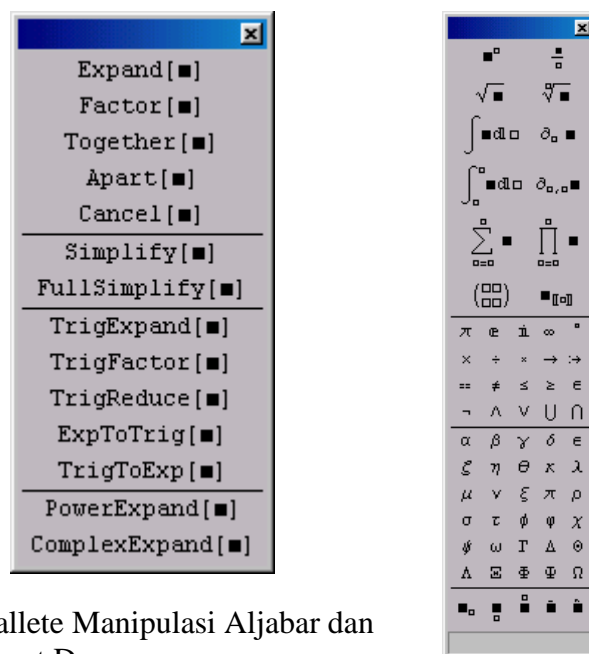 Expand[■]
Factor[■]
Together[■]
Apart[■]
Cancel[■]
Simplify[■]
FullSimplify[■]
TrigExpand[■]
TrigFactor[■]
TrigReduce[■]
ExpToTrig[■]
TrigToExp[■]
PowerExpand[■]
ComplexExpand[■]
■^□ ■/□
√■ □√■
∫■ⅆ□ ∂□ ■
∫□□■ⅆ□ ∂□,□■
∑□=□□ ■ ∏□=□□ ■
(□□ □□) ■〚□〛
π ⅇ ⅈ ∞ °
× ÷ × → :→
== ≠ ≤ ≥ ∈
¬ ∧ ∨ ⋃ ⋂
α β γ δ ϵ
ζ η θ κ λ
μ ν ξ π ρ
σ τ ϕ φ χ
ψ ω Γ Δ Θ
Λ Ξ Φ Ψ Ω
allete Manipulasi Aljabar dan